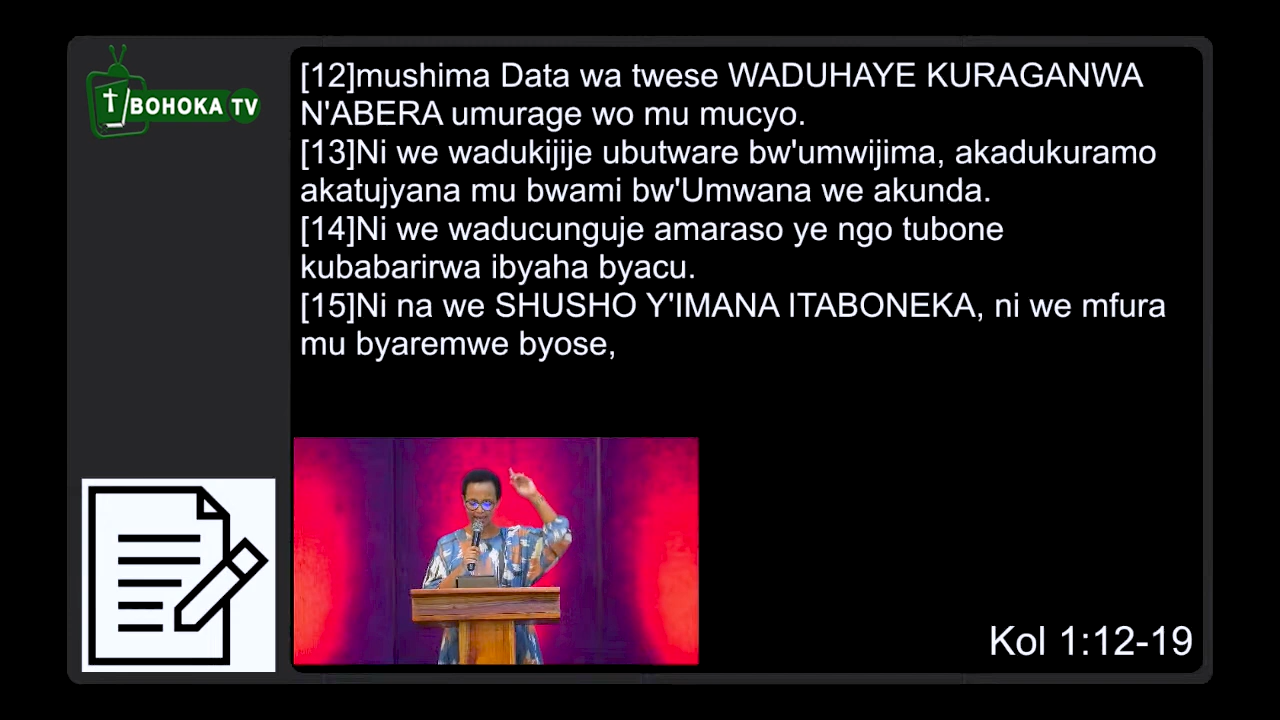 BOHOKA TV
[12]mushima Data wa twese WADUHAYE KURAGANWA
N'ABERA umurage wo mu mucyo.
[13]Ni we wadukijije ubutware bw'umwijima, akadukuramo
akatujyana mu bwami bw'Umwana we akunda.
[14]Ni we waducunguje amaraso ye ngo tubone
kubabarirwa ibyaha byacu.
[15]Ni na we SHUSHO Y'IMANA ITABONEKA, ni we mfura
mu byaremwe byose,
Kol 1:12-19